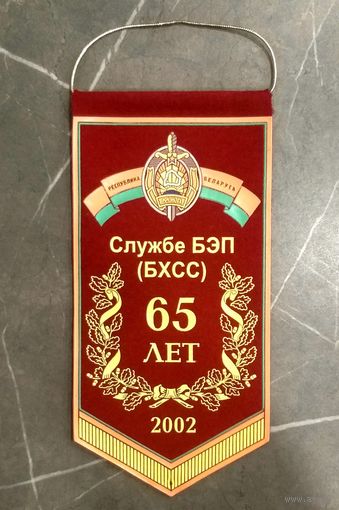 РЕСПУБЛИКА БЕЛАРУСЬ
Службе БЭП
(БХСС)
65
ЛЕТ
2002